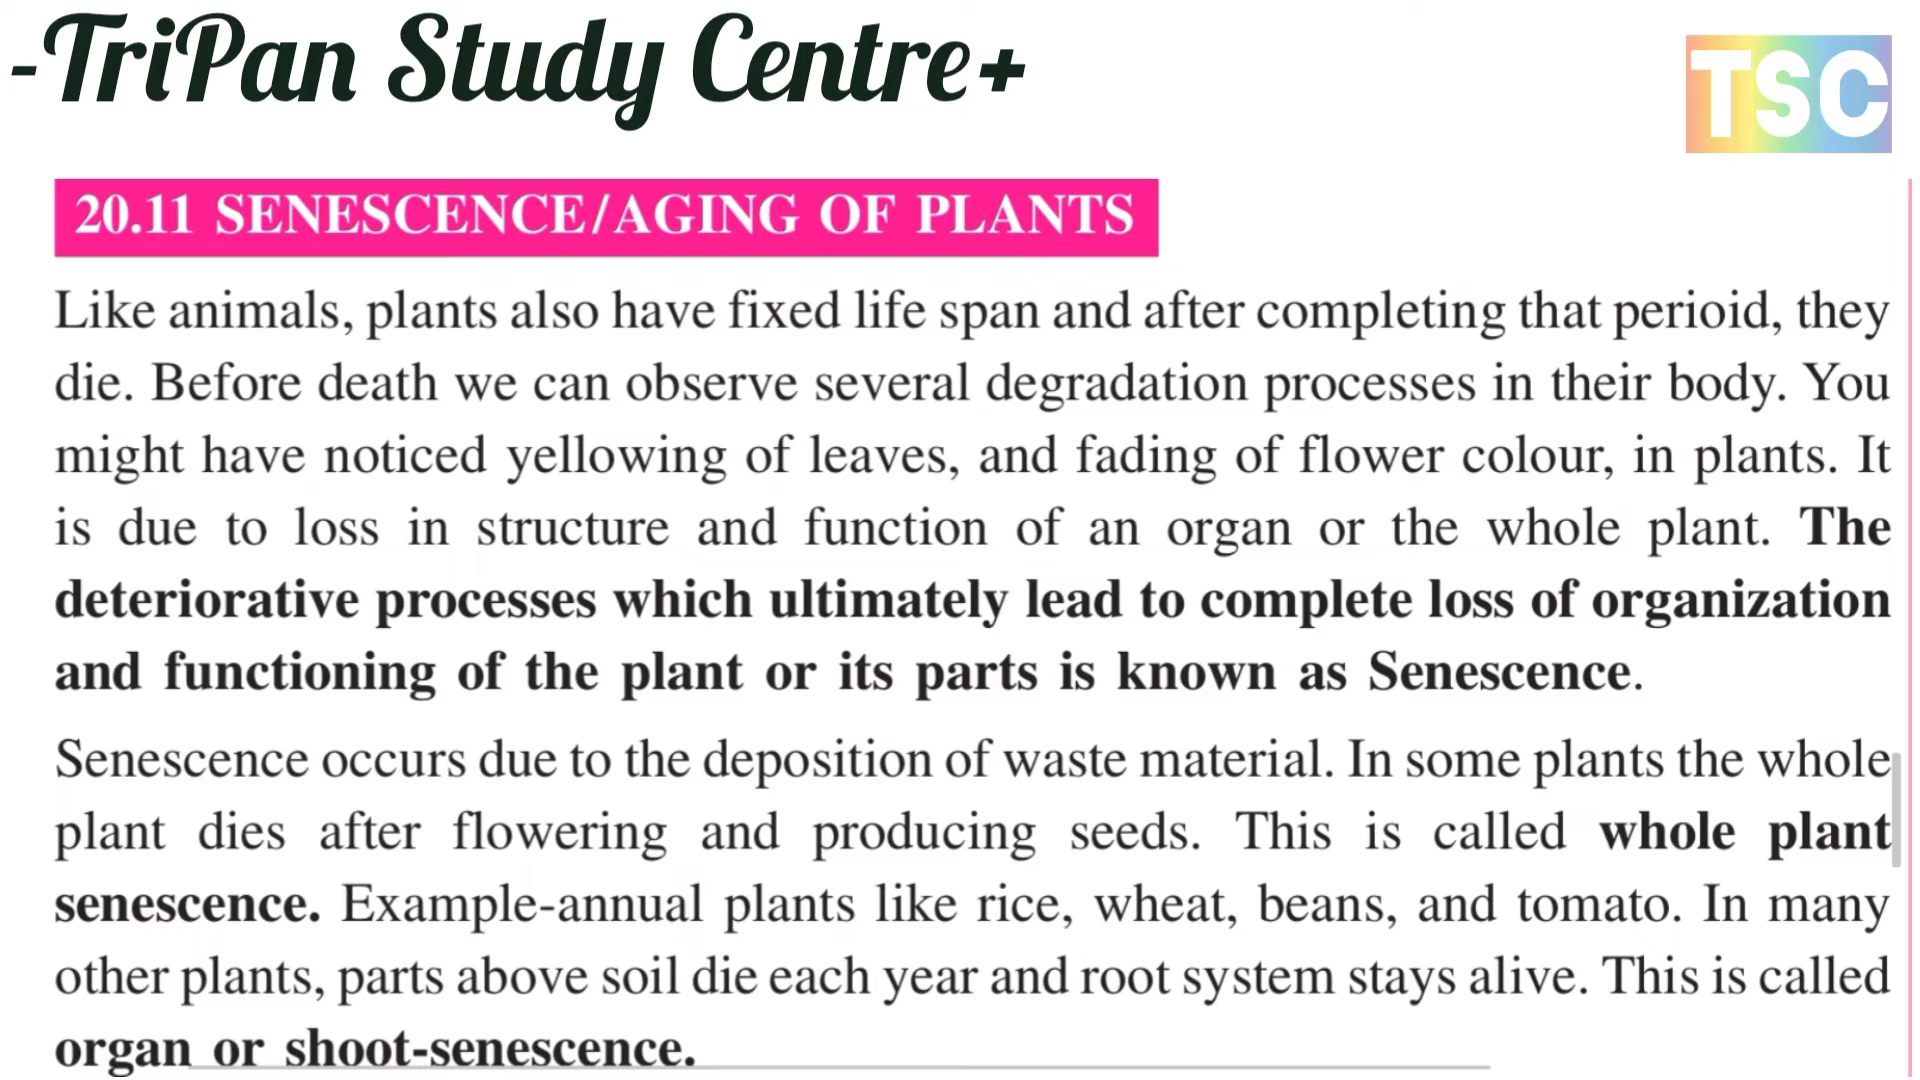 -TriPan Study Centre+
TSC
20.11 SENESCENCE/AGING OF PLANTS
Like animals, plants also have fixed life span and after completing that perioid, they
die. Before death we can observe several degradation processes in their body. You
might have noticed yellowing of leaves, and fading of flower colour, in plants. It
is due to loss in structure and function of an organ or the whole plant. The
deteriorative processes which ultimately lead to complete loss of organization
and functioning of the plant or its parts is known as Senescence.
Senescence occurs due to the deposition of waste material. In some plants the whole
plant dies after flowering and producing seeds. This is called whole plant
senescence. Example-annual plants like rice, wheat, beans, and tomato. In many
other plants, parts above soil die each year and root system stays alive. This is called
organ or shoot-senescence.